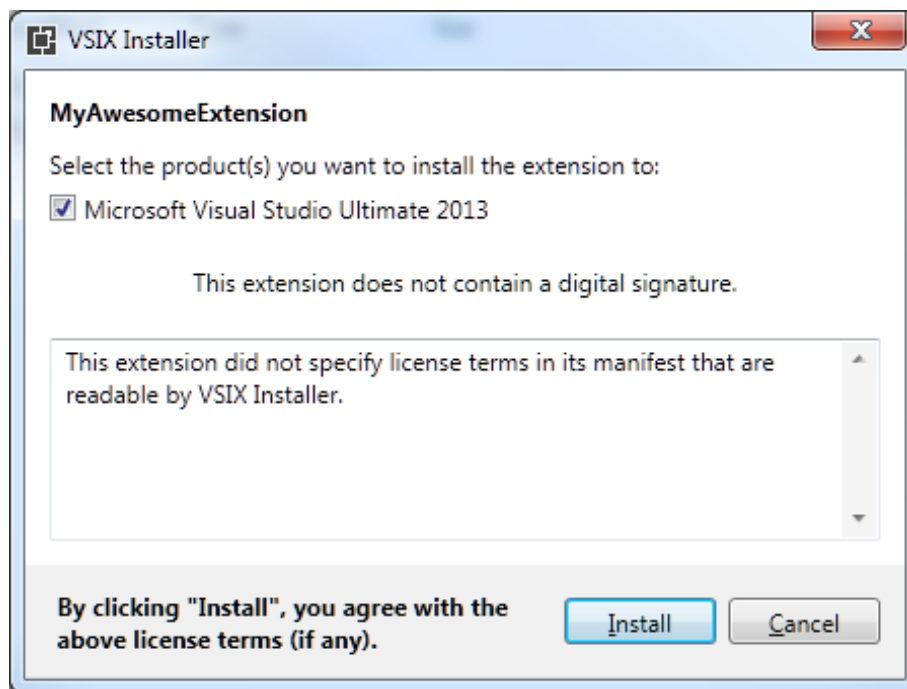 VSIX Installer
MyAwesomeExtension
Select the product(s) you want to install the extension to:
Microsoft Visual Studio Ultimate 2013
This extension does not contain a digital signature.
This extension did not specify license terms in its manifest that are
readable by VSIX Installer.
By clicking "Install", you agree with the
above license terms (if any).
Install
Cancel